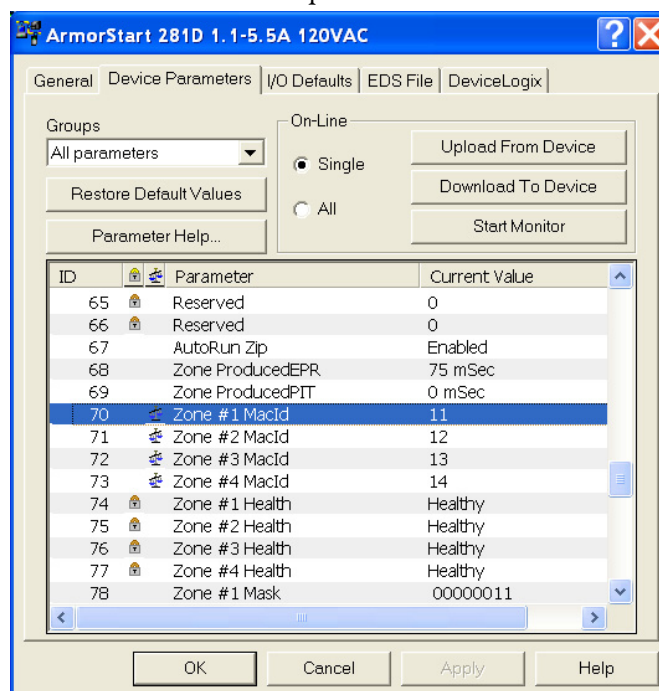 ArmorStart 281D 1.1-5.5A 120VAC
General Device Parameters I/O Defaults EDS File DeviceLogix
Groups
All parameters
Restore Default Values
Parameter Help...
On-Line
Single
All
Upload From Device
Download To Device
Start Monitor
ID Parameter Current Value
65 Reserved 0
66 Reserved 0
67 AutoRun Zip Enabled
68 Zone ProducedEPR 75 mSec
69 Zone ProducedPIT 0 mSec
70 Zone #1 MacId 11
71 Zone #2 MacId 12
72 Zone #3 MacId 13
73 Zone #4 MacId 14
74 Zone #1 Health Healthy
75 Zone #2 Health Healthy
76 Zone #3 Health Healthy
77 Zone #4 Health Healthy
78 Zone #1 Mask 00000011
OK Cancel Apply Help